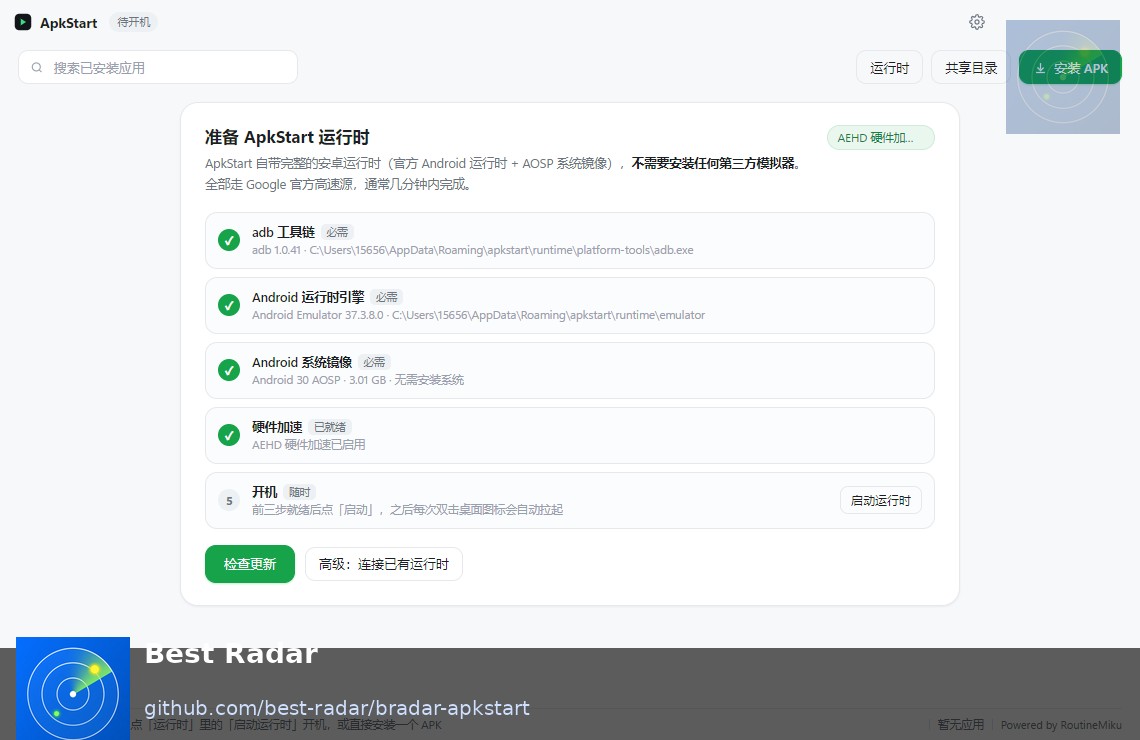 ApkStart 待开机
搜索已安装应用
运行时 共享目录 安装 APK
准备 ApkStart 运行时
AEHD 硬件加...
ApkStart 自带完整的安卓运行时（官方 Android 运行时 + AOSP 系统镜像），不需要安装任何第三方模拟器。
全部走 Google 官方高速源，通常几分钟内完成。
adb 工具链 必需
adb 1.0.41 · C:\Users\15656\AppData\Roaming\apkstart\runtime\platform-tools\adb.exe
Android 运行时引擎 必需
Android Emulator 37.3.8.0 · C:\Users\15656\AppData\Roaming\apkstart\runtime\emulator
Android 系统镜像 必需
Android 30 AOSP · 3.01 GB · 无需安装系统
硬件加速 已就绪
AEHD 硬件加速已启用
5 开机 随时
前三步就绪后点「启动」，之后每次双击桌面图标会自动拉起
启动运行时
检查更新 高级：连接已有运行时
Best Radar
github.com/best-radar/bradar-apkstart
点「运行时」里的「启动运行时」开机，或直接安装一个 APK
暂无应用 Powered by RoutineMiku